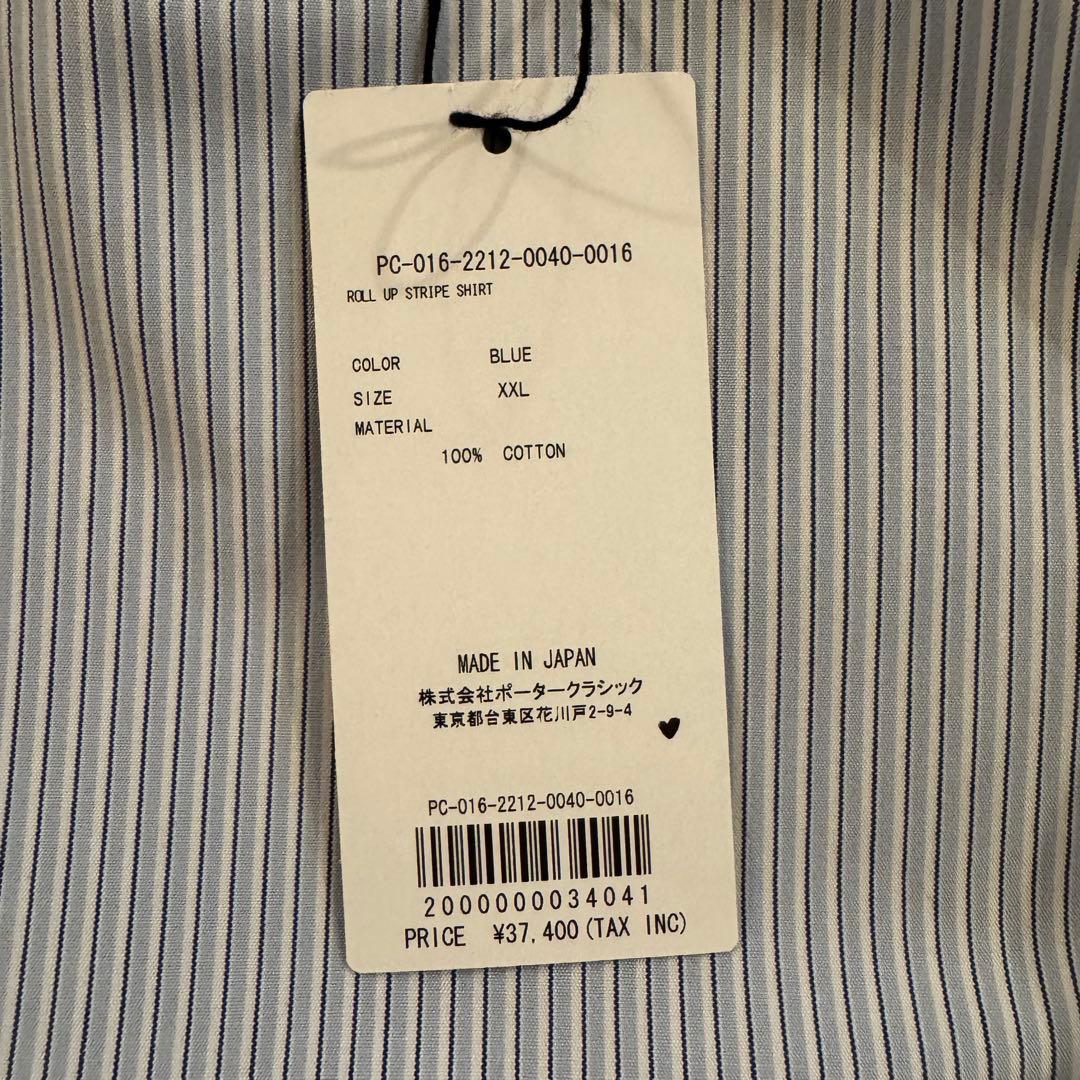 PC-016-2212-0040-0016
ROLL UP STRIPE SHIRT
COLOR BLUE
SIZE XXL
MATERIAL
100% COTTON
MADE IN JAPAN
株式会社ポータークラシック
東京都台東区花川戸2-9-4
PC-016-2212-0040-0016
2000000034041
PRICE ¥37,400(TAX INC)